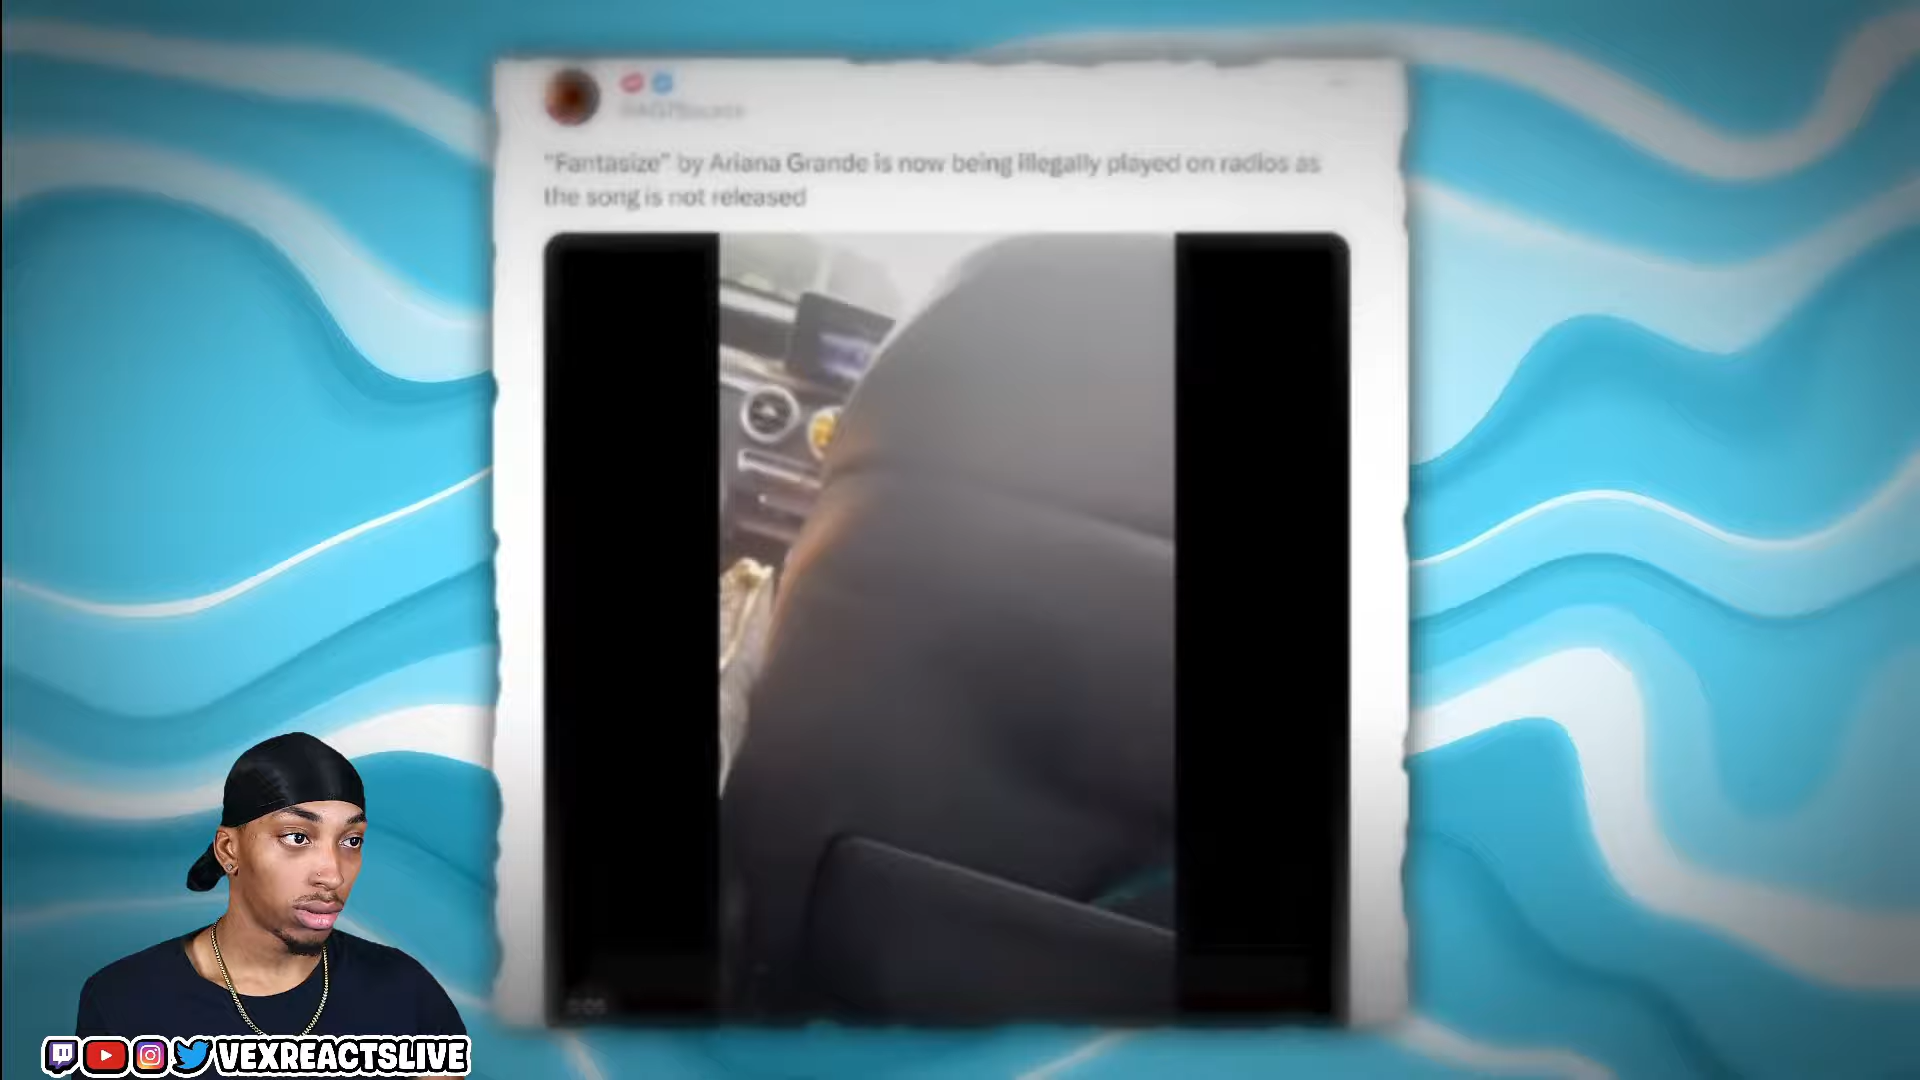 "Fantasize" by Ariana Grande is now being illegally played on radios as
the song is not released
VEXREACTSLIVE